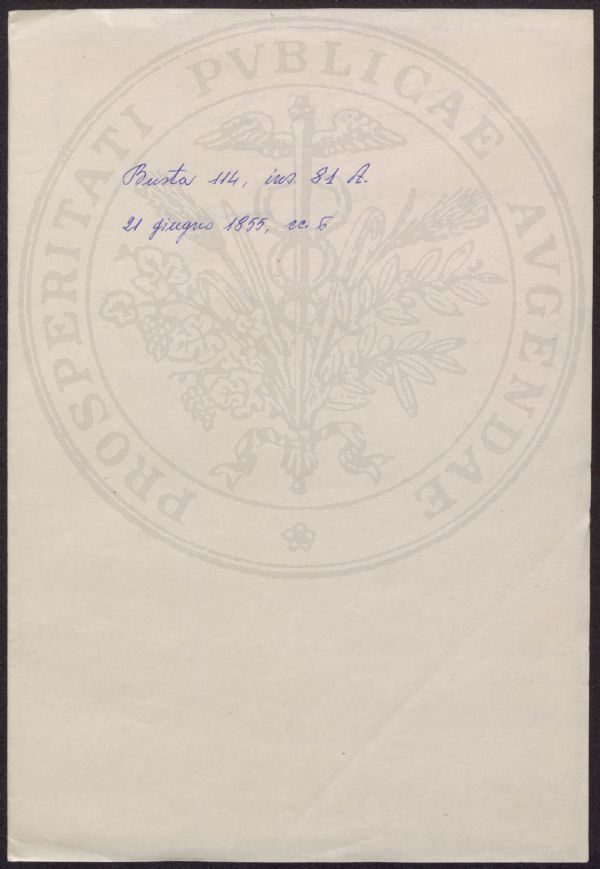 PROSPERITATI PVBLICAE AVGENDAE
Busta 114, ins. 81 A.
21 giugno 1855, cc. 6